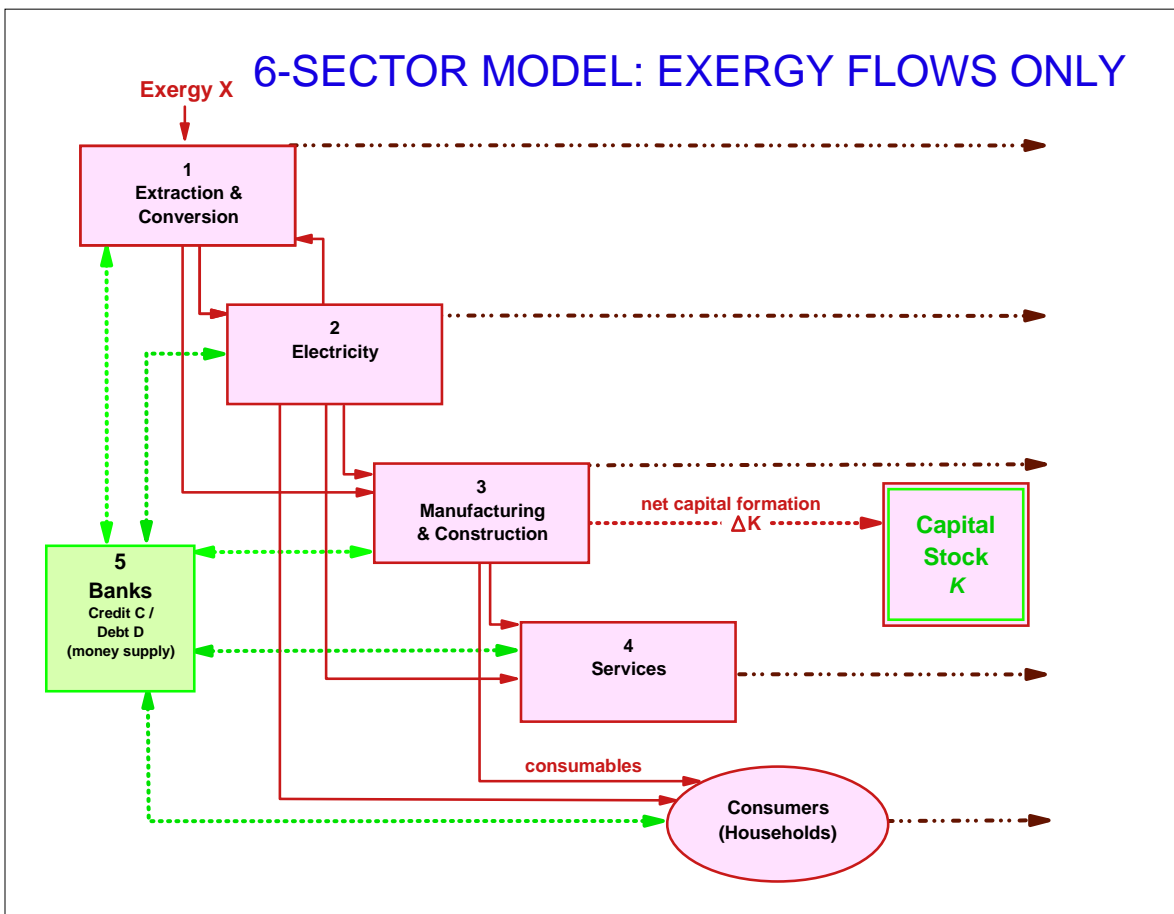 6-SECTOR MODEL: EXERGY FLOWS ONLY
Exergy X
1
Extraction &
Conversion
2
Electricity
3
Manufacturing
& Construction
net capital formation
ΔK
Capital
Stock
K
5
Banks
Credit C /
Debt D
(money supply)
4
Services
consumables
Consumers
(Households)